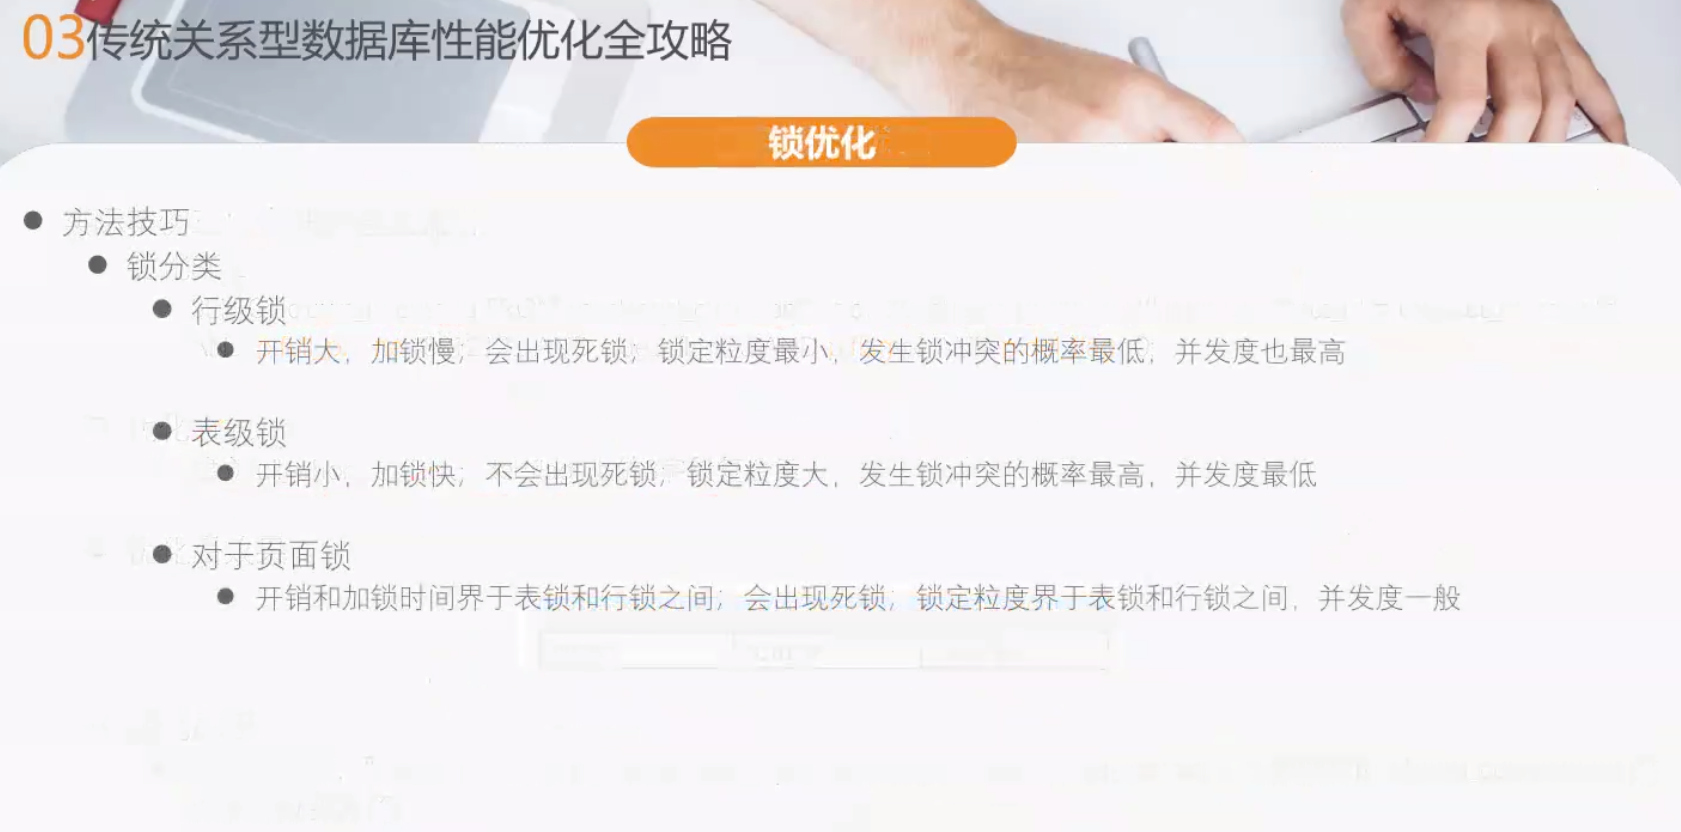 03传统关系型数据库性能优化全攻略
锁优化
方法技巧
锁分类
行级锁
开销大，加锁慢；会出现死锁；锁定粒度最小，发生锁冲突的概率最低，并发度也最高
表级锁
开销小，加锁快；不会出现死锁；锁定粒度大，发生锁冲突的概率最高，并发度最低
对于页面锁
开销和加锁时间界于表锁和行锁之间；会出现死锁；锁定粒度界于表锁和行锁之间，并发度一般